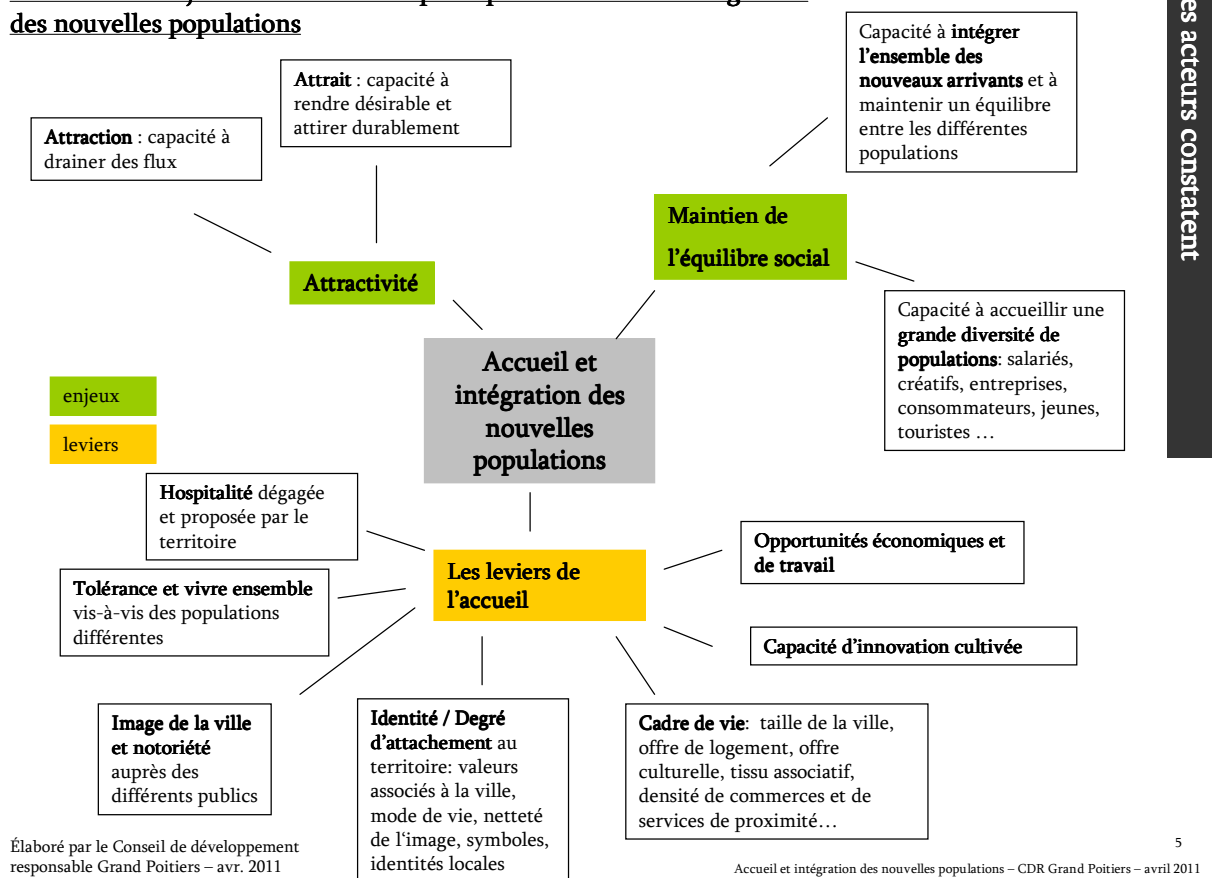 des nouvelles populations
es acteurs constatent
Capacité à intégrer
l'ensemble des
nouveaux arrivants et à
maintenir un équilibre
entre les différentes
populations
Attrait : capacité à
rendre désirable et
attirer durablement
Attraction : capacité à
drainer des flux
Maintien de
l'équilibre social
Attractivité
Capacité à accueillir une
grande diversité de
populations: salariés,
créatifs, entreprises,
consommateurs, jeunes,
touristes …
Accueil et
intégration des
nouvelles
populations
enjeux
leviers
Hospitalité dégagée
et proposée par le
territoire
Opportunités économiques et
de travail
Les leviers de
l'accueil
Tolérance et vivre ensemble
vis-à-vis des populations
différentes
Capacité d'innovation cultivée
Image de la ville
et notoriété
auprès des
différents publics
Identité / Degré
d'attachement au
territoire: valeurs
associés à la ville,
mode de vie, netteté
de l'image, symboles,
identités locales
Cadre de vie: taille de la ville,
offre de logement, offre
culturelle, tissu associatif,
densité de commerces et de
services de proximité…
Élaboré par le Conseil de développement
responsable Grand Poitiers – avr. 2011
5
Accueil et intégration des nouvelles populations – CDR Grand Poitiers – avril 2011